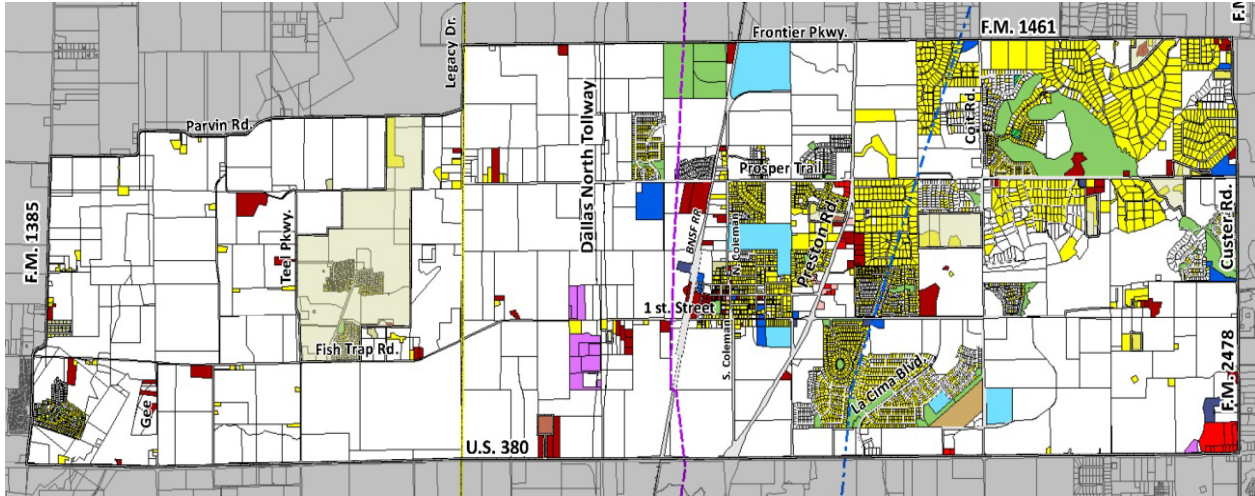 F.M. 1461
F.M
Frontier Pkwy.
Legacy Dr.
Parvin Rd.
Dallas North Tollway
Coit Rd.
Prosper Trail
F.M. 1385
Teel Pkwy.
BNSF RR
N. Coleman
Preston Rd.
Custer Rd.
1 st. Street
Fish Trap Rd.
S. Coleman
La Cima Blvd.
F.M. 2478
Gee
U.S. 380